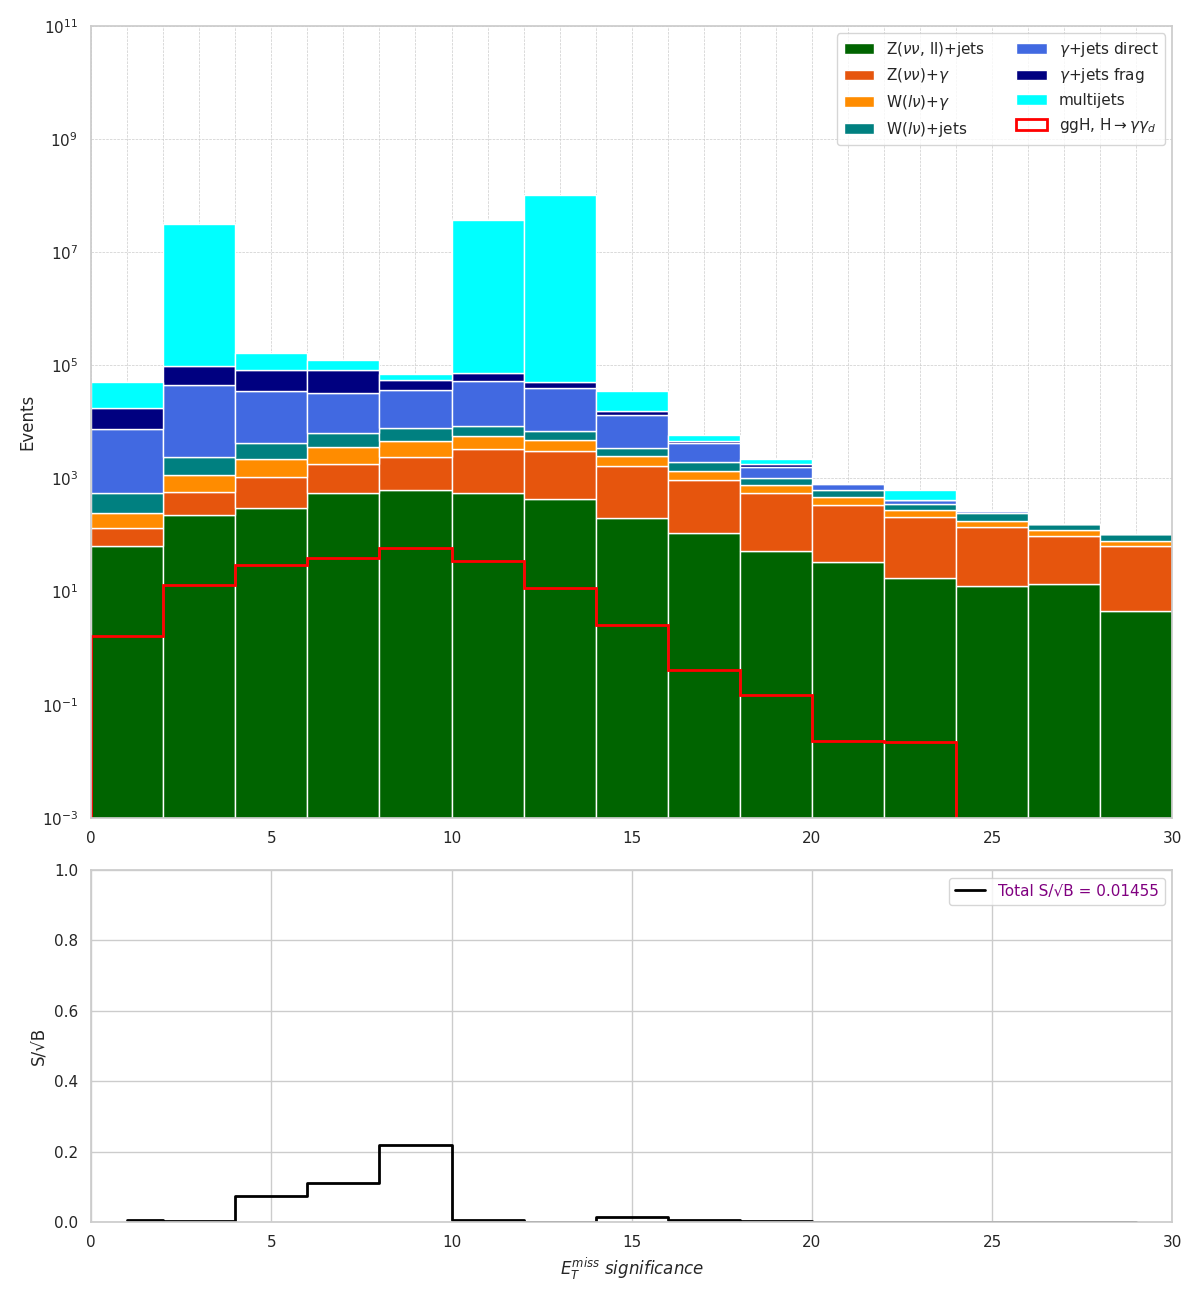 10¹¹
10⁹
10⁷
10⁵
10³
10¹
10⁻¹
10⁻³
Events
Z(νν, ll)+jets
Z(νν)+γ
W(lν)+γ
W(lν)+jets
γ+jets direct
γ+jets frag
multijets
ggH, H→γγ_d
0 5 10 15 20 25 30
1.0
0.8
0.6
0.4
0.2
0.0
S/√B
Total S/√B = 0.01455
0 5 10 15 20 25 30
E_T^miss significance